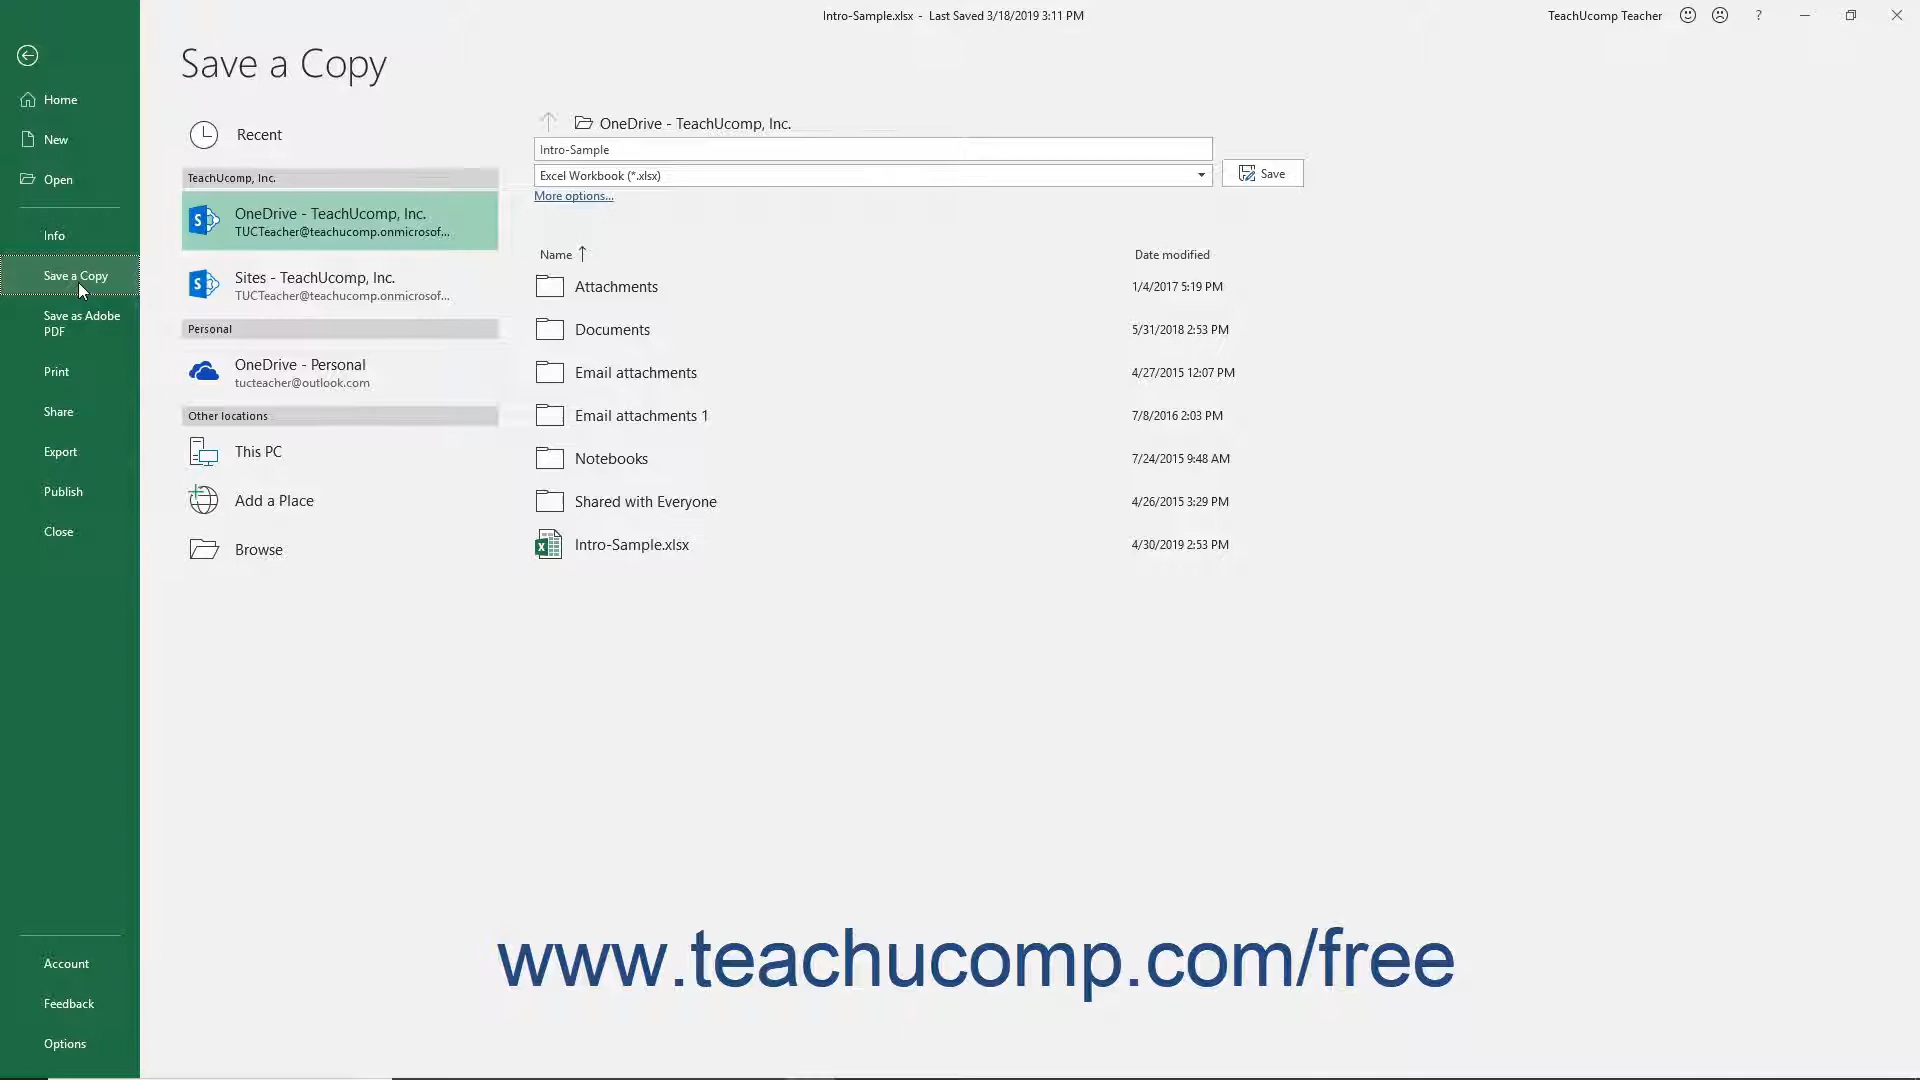 Intro-Sample.xlsx - Last Saved 3/18/2019 3:11 PM
TeachUcomp Teacher
?
Home
New
Open
Info
Save a Copy
Save as Adobe
PDF
Print
Share
Export
Publish
Close
Account
Feedback
Options
Save a Copy
Recent
TeachUcomp, Inc.
OneDrive - TeachUcomp, Inc.
TUCTeacher@teachucomp.onmicrosof...
Sites - TeachUcomp, Inc.
TUCTeacher@teachucomp.onmicrosof...
Personal
OneDrive - Personal
tucteacher@outlook.com
Other locations
This PC
Add a Place
Browse
OneDrive - TeachUcomp, Inc.
Intro-Sample
Excel Workbook (*.xlsx)
Save
More options...
Name Date modified
Attachments 1/4/2017 5:19 PM
Documents 5/31/2018 2:53 PM
Email attachments 4/27/2015 12:07 PM
Email attachments 1 7/8/2016 2:03 PM
Notebooks 7/24/2015 9:48 AM
Shared with Everyone 4/26/2015 3:29 PM
Intro-Sample.xlsx 4/30/2019 2:53 PM
www.teachucomp.com/free